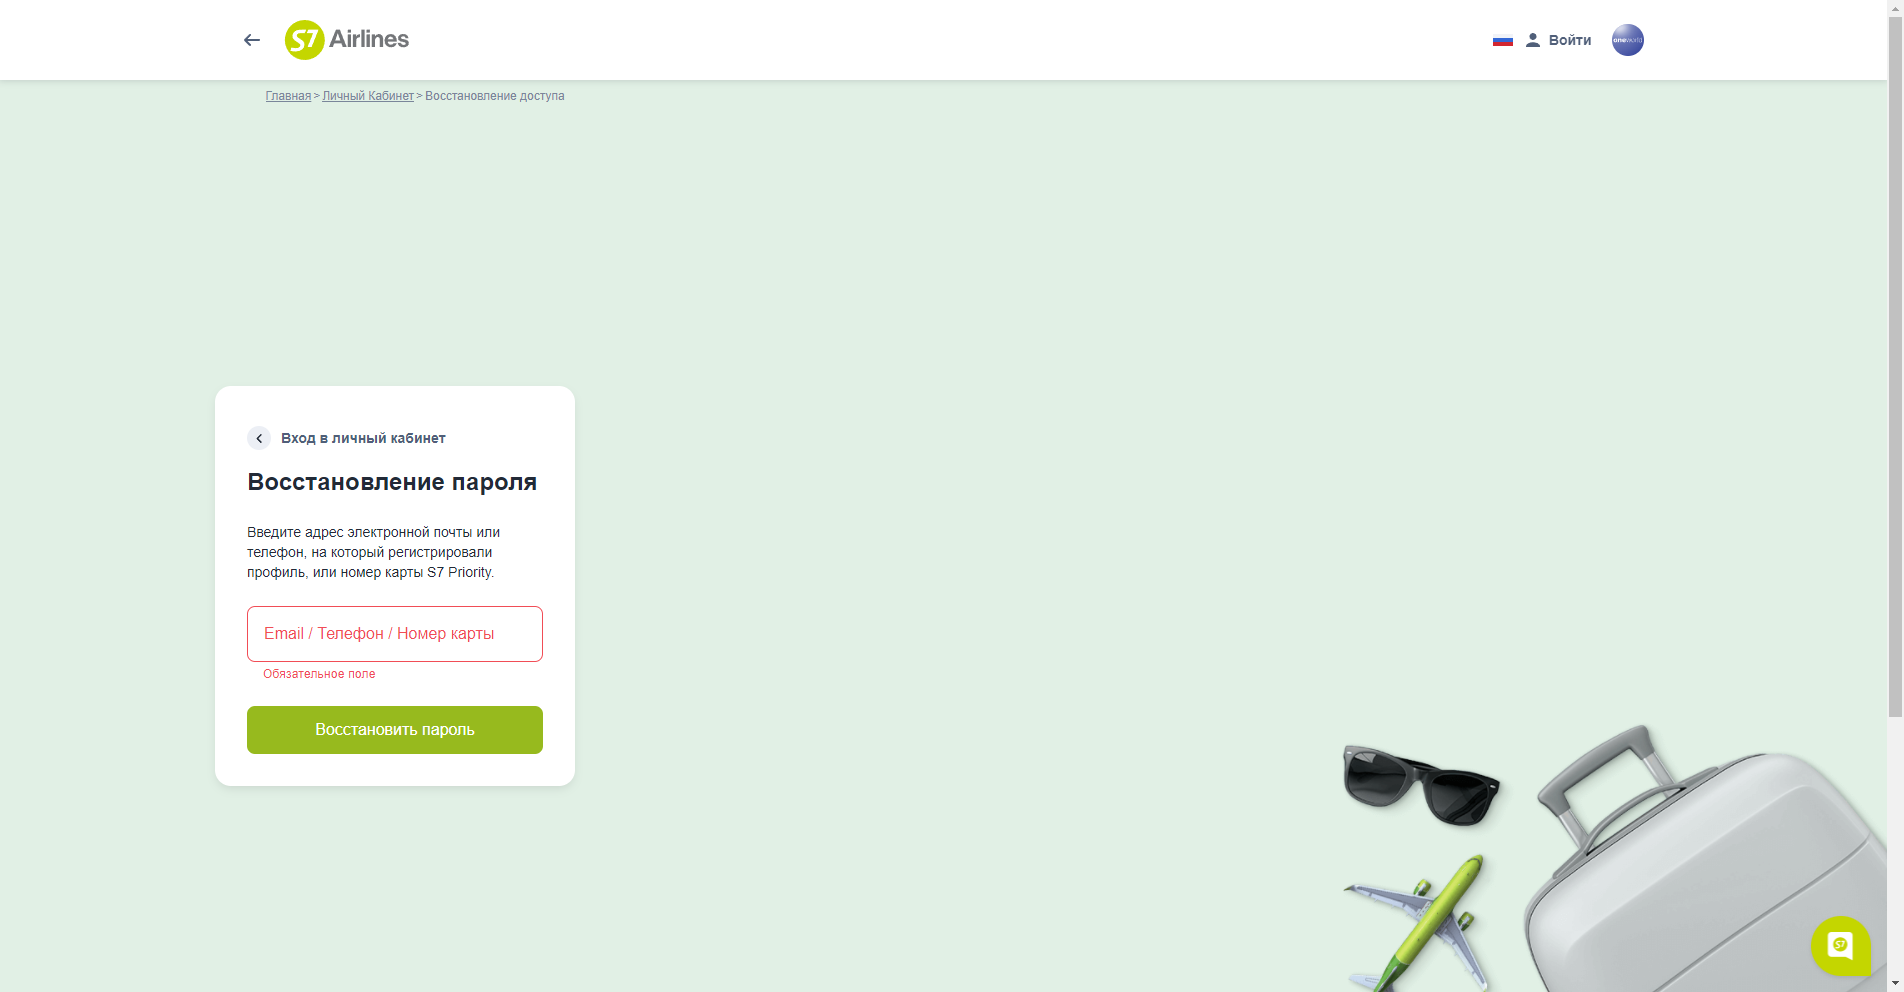 S7 Airlines
Войти
oneworld
Главная > Личный Кабинет > Восстановление доступа
Вход в личный кабинет
Восстановление пароля
Введите адрес электронной почты или
телефон, на который регистрировали
профиль, или номер карты S7 Priority.
Email / Телефон / Номер карты
Обязательное поле
Восстановить пароль
S7